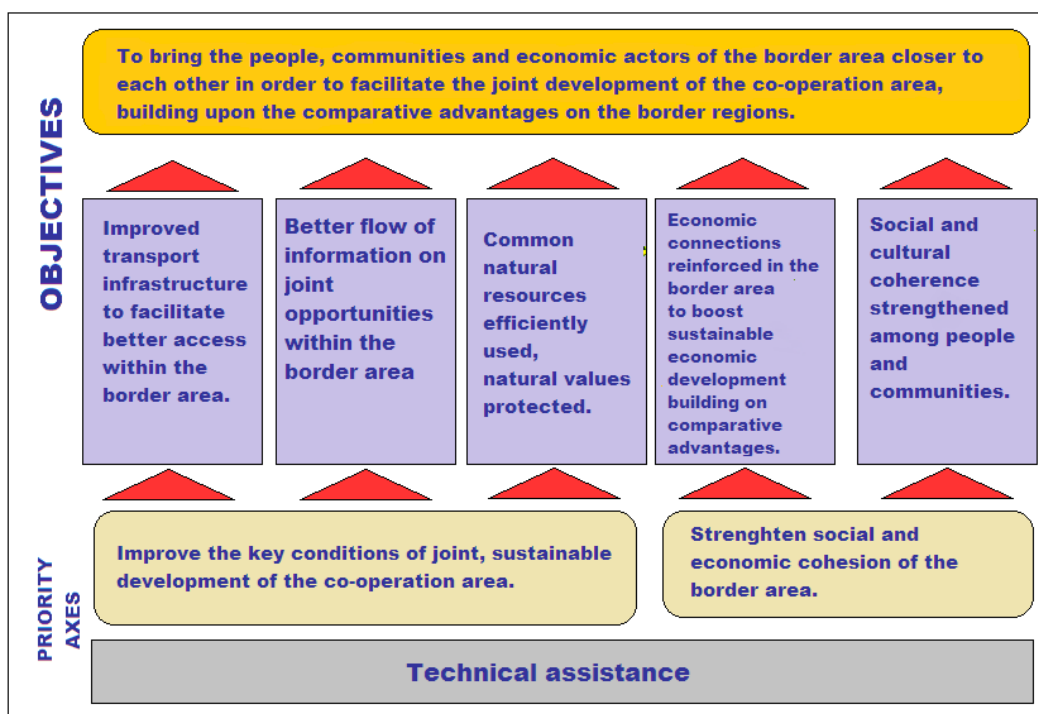 OBJECTIVES
To bring the people, communities and economic actors of the border area closer to
each other in order to facilitate the joint development of the co-operation area,
building upon the comparative advantages on the border regions.
Improved
transport
infrastructure
to facilitate
better access
within the
border area.
Better flow of
information on
joint
opportunities
within the
border area
Common
natural
resources
efficiently
used,
natural values
protected.
Economic
connections
reinforced in the
border area
to boost
sustainable
economic
development
building on
comparative
advantages.
Social and
cultural
coherence
strengthened
among people
and
communities.
PRIORITY
AXES
Improve the key conditions of joint, sustainable
development of the co-operation area.
Strenghten social and
economic cohesion of the
border area.
Technical assistance